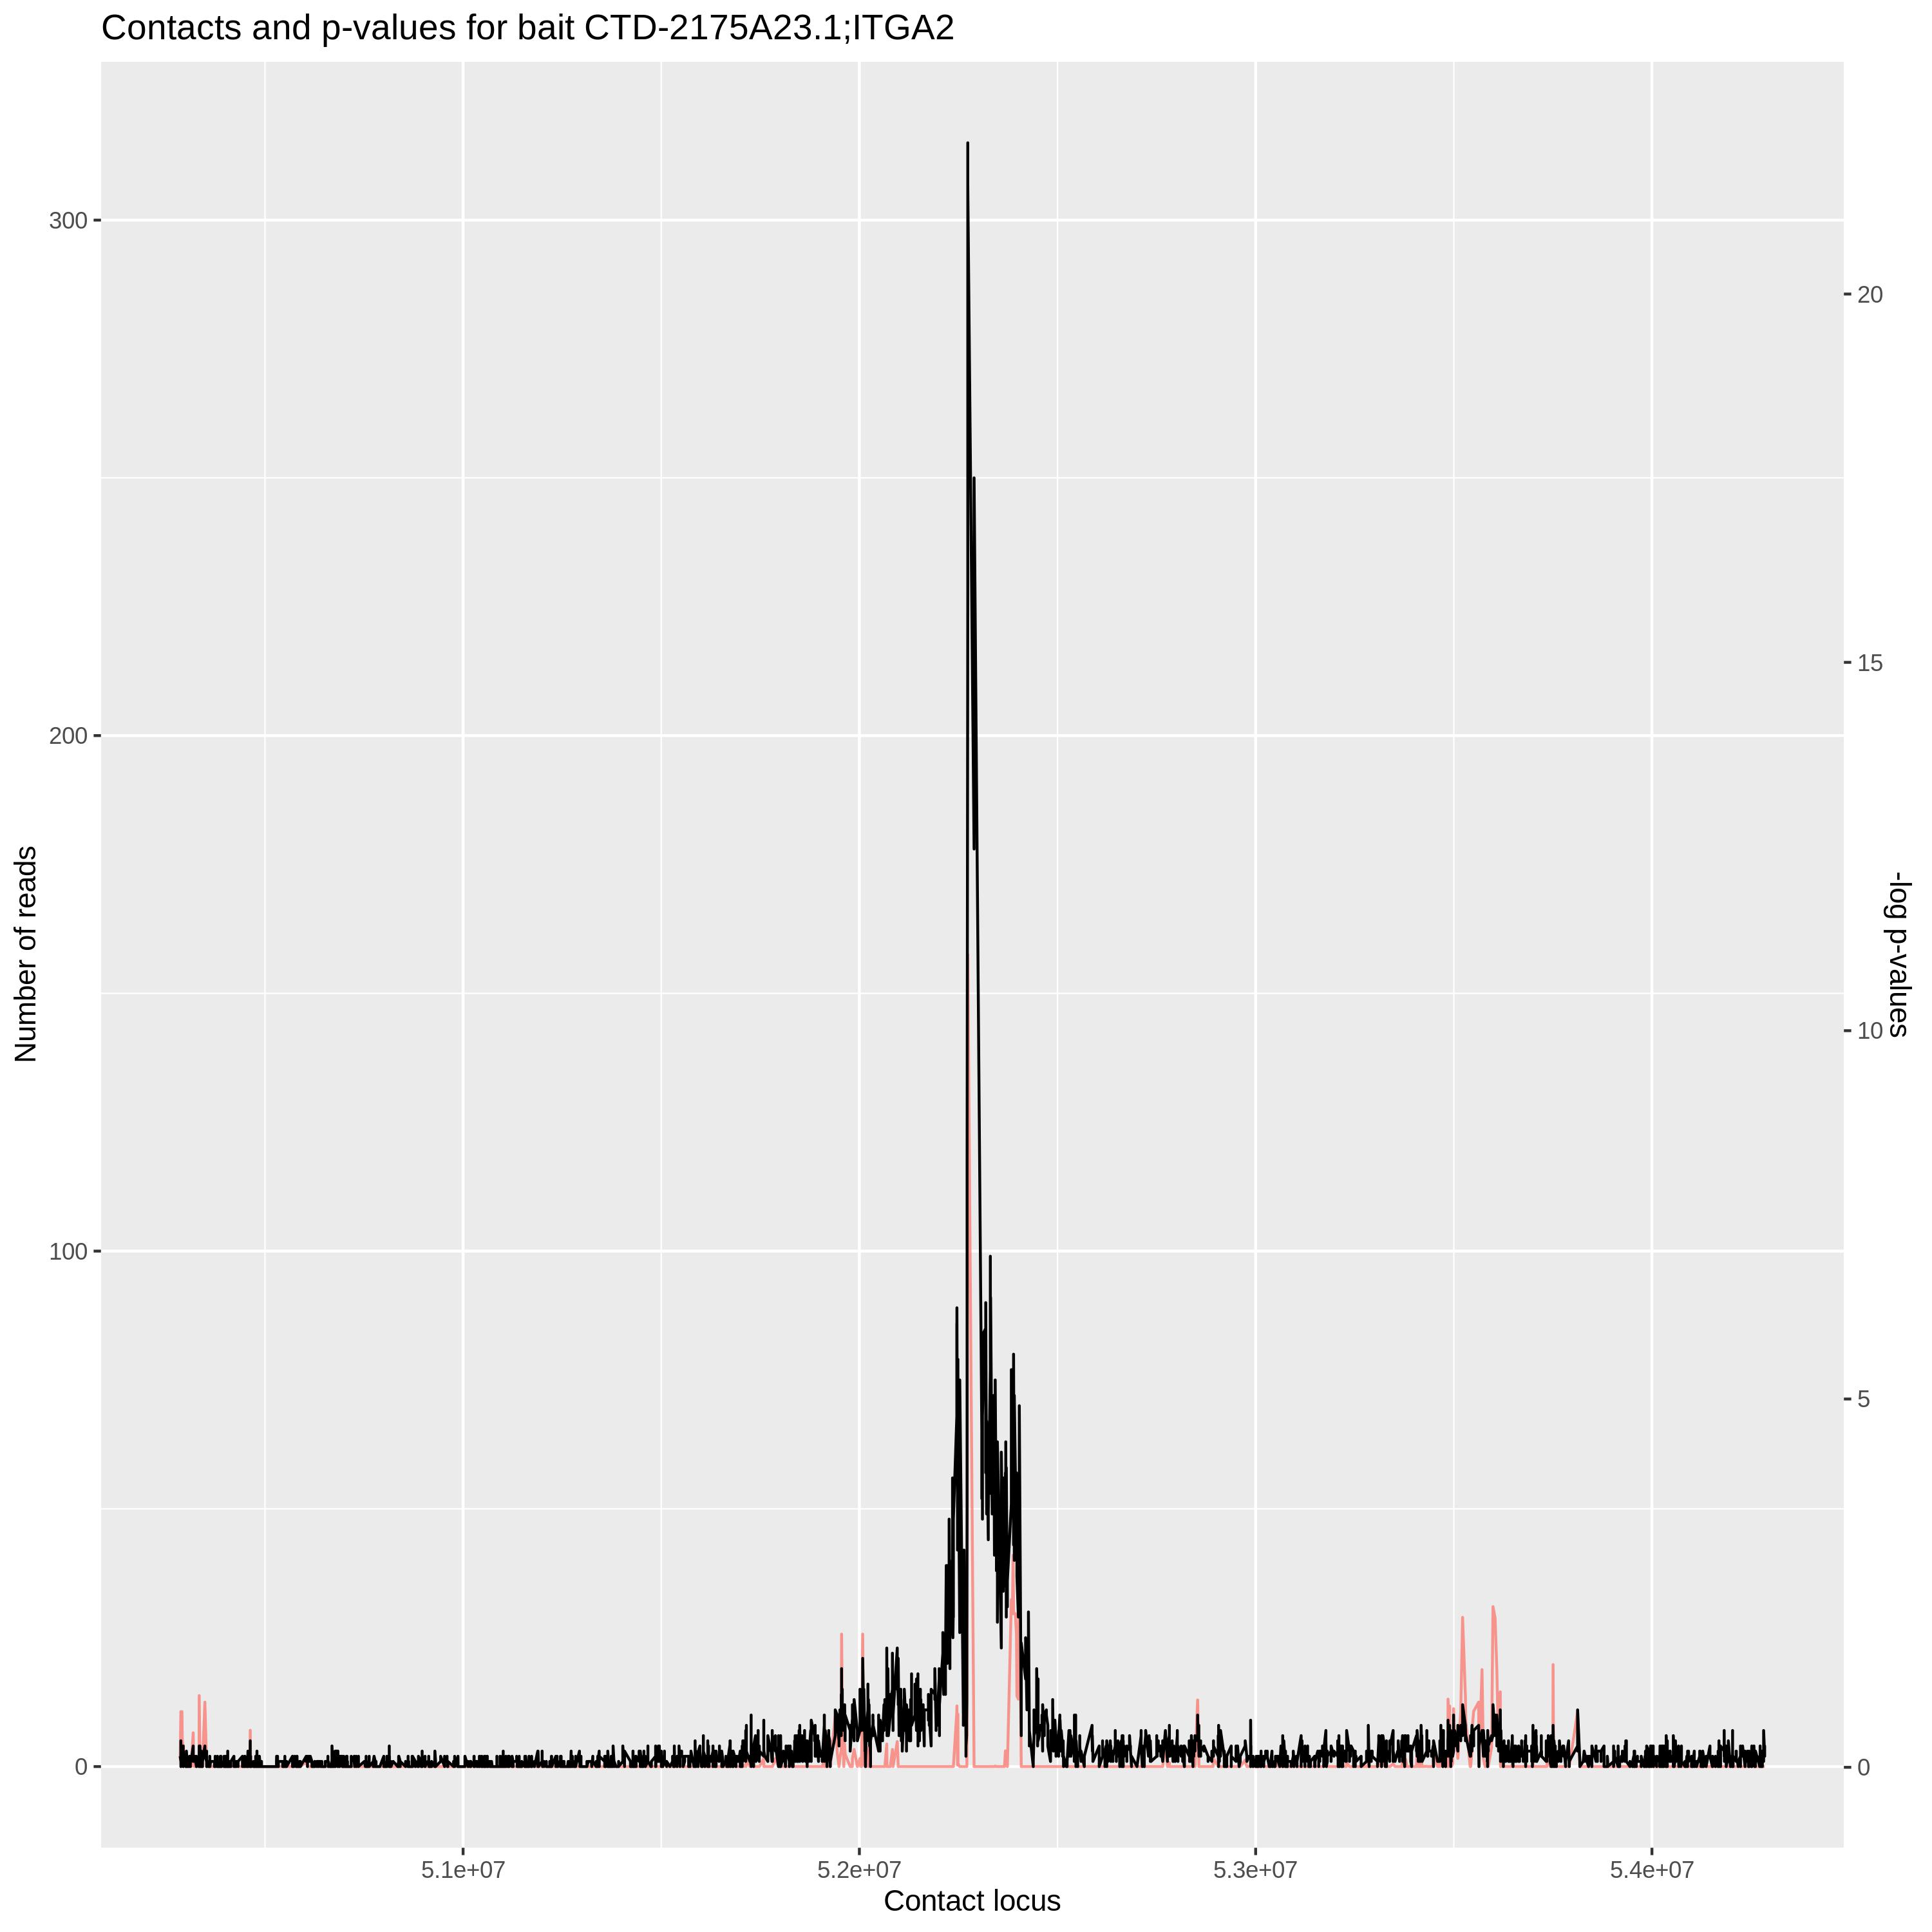 Contacts and p-values for bait CTD-2175A23.1;ITGA2
300
200
100
0
Number of reads
20
15
10
5
0
-log p-values
5.1e+07 5.2e+07 5.3e+07 5.4e+07
Contact locus